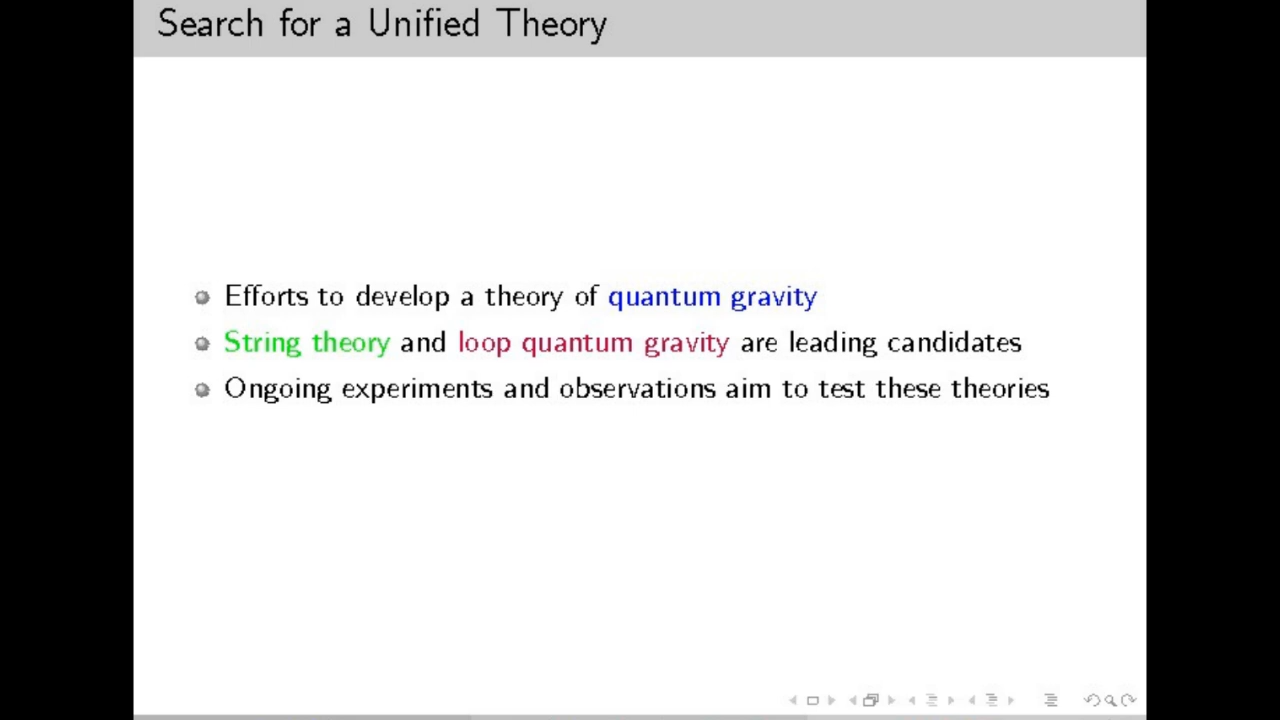 Search for a Unified Theory
Efforts to develop a theory of quantum gravity
String theory and loop quantum gravity are leading candidates
Ongoing experiments and observations aim to test these theories